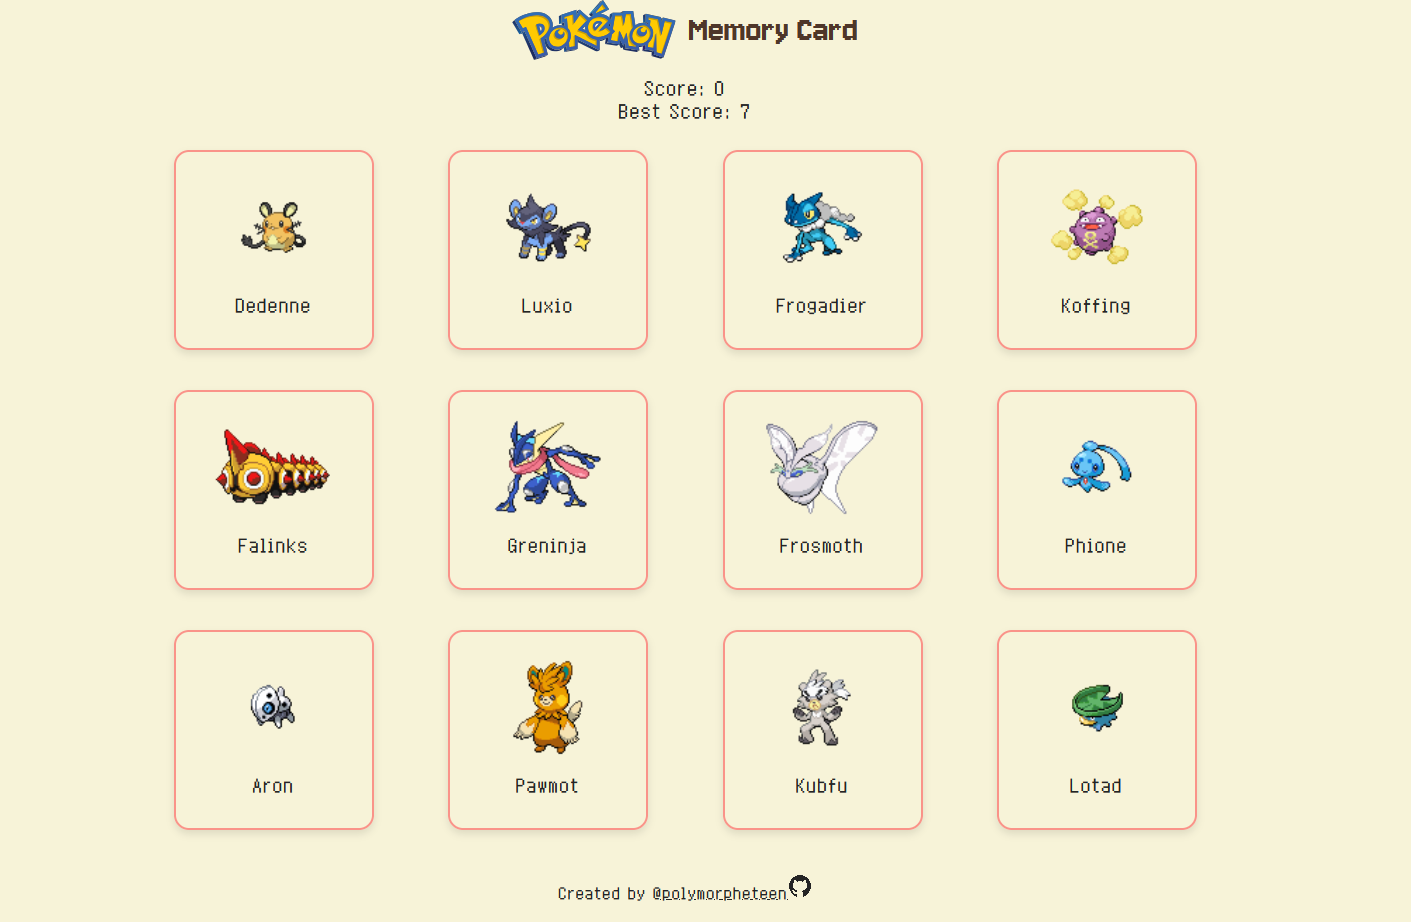 POKéMON Memory Card
Score: 0
Best Score: 7
Dedenne Luxio Frogadier Koffing
Falinks Greninja Frosmoth Phione
Aron Pawmot Kubfu Lotad
Created by @polymorpheteen